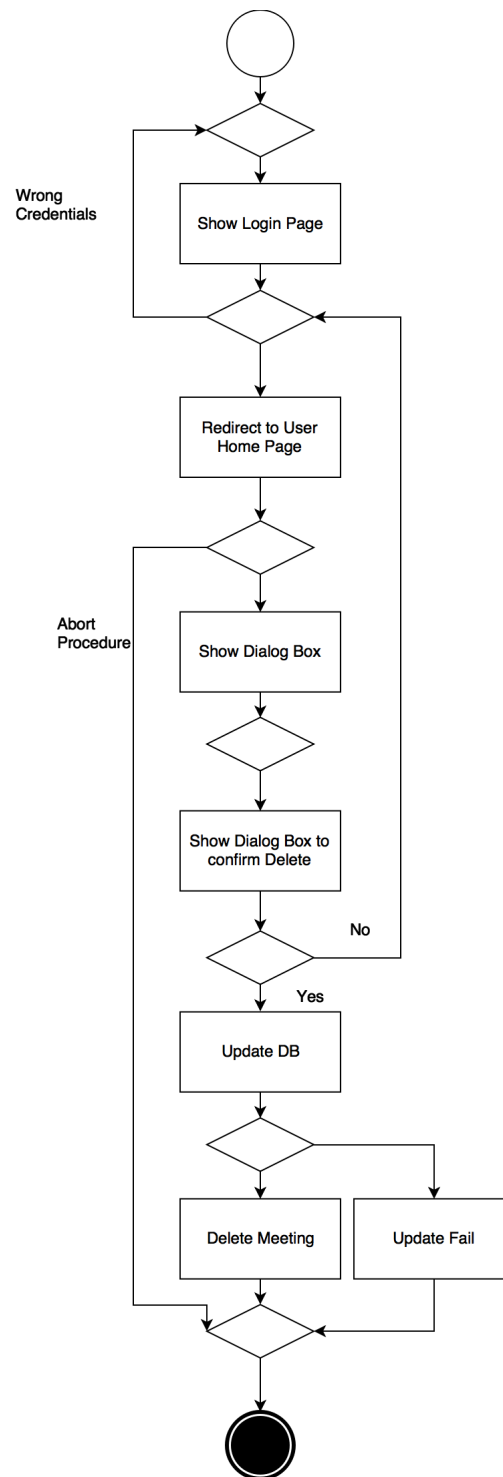 Wrong
Credentials
Show Login Page
Redirect to User
Home Page
Abort
Procedure
Show Dialog Box
Show Dialog Box to
confirm Delete
No
Yes
Update DB
Delete Meeting
Update Fail